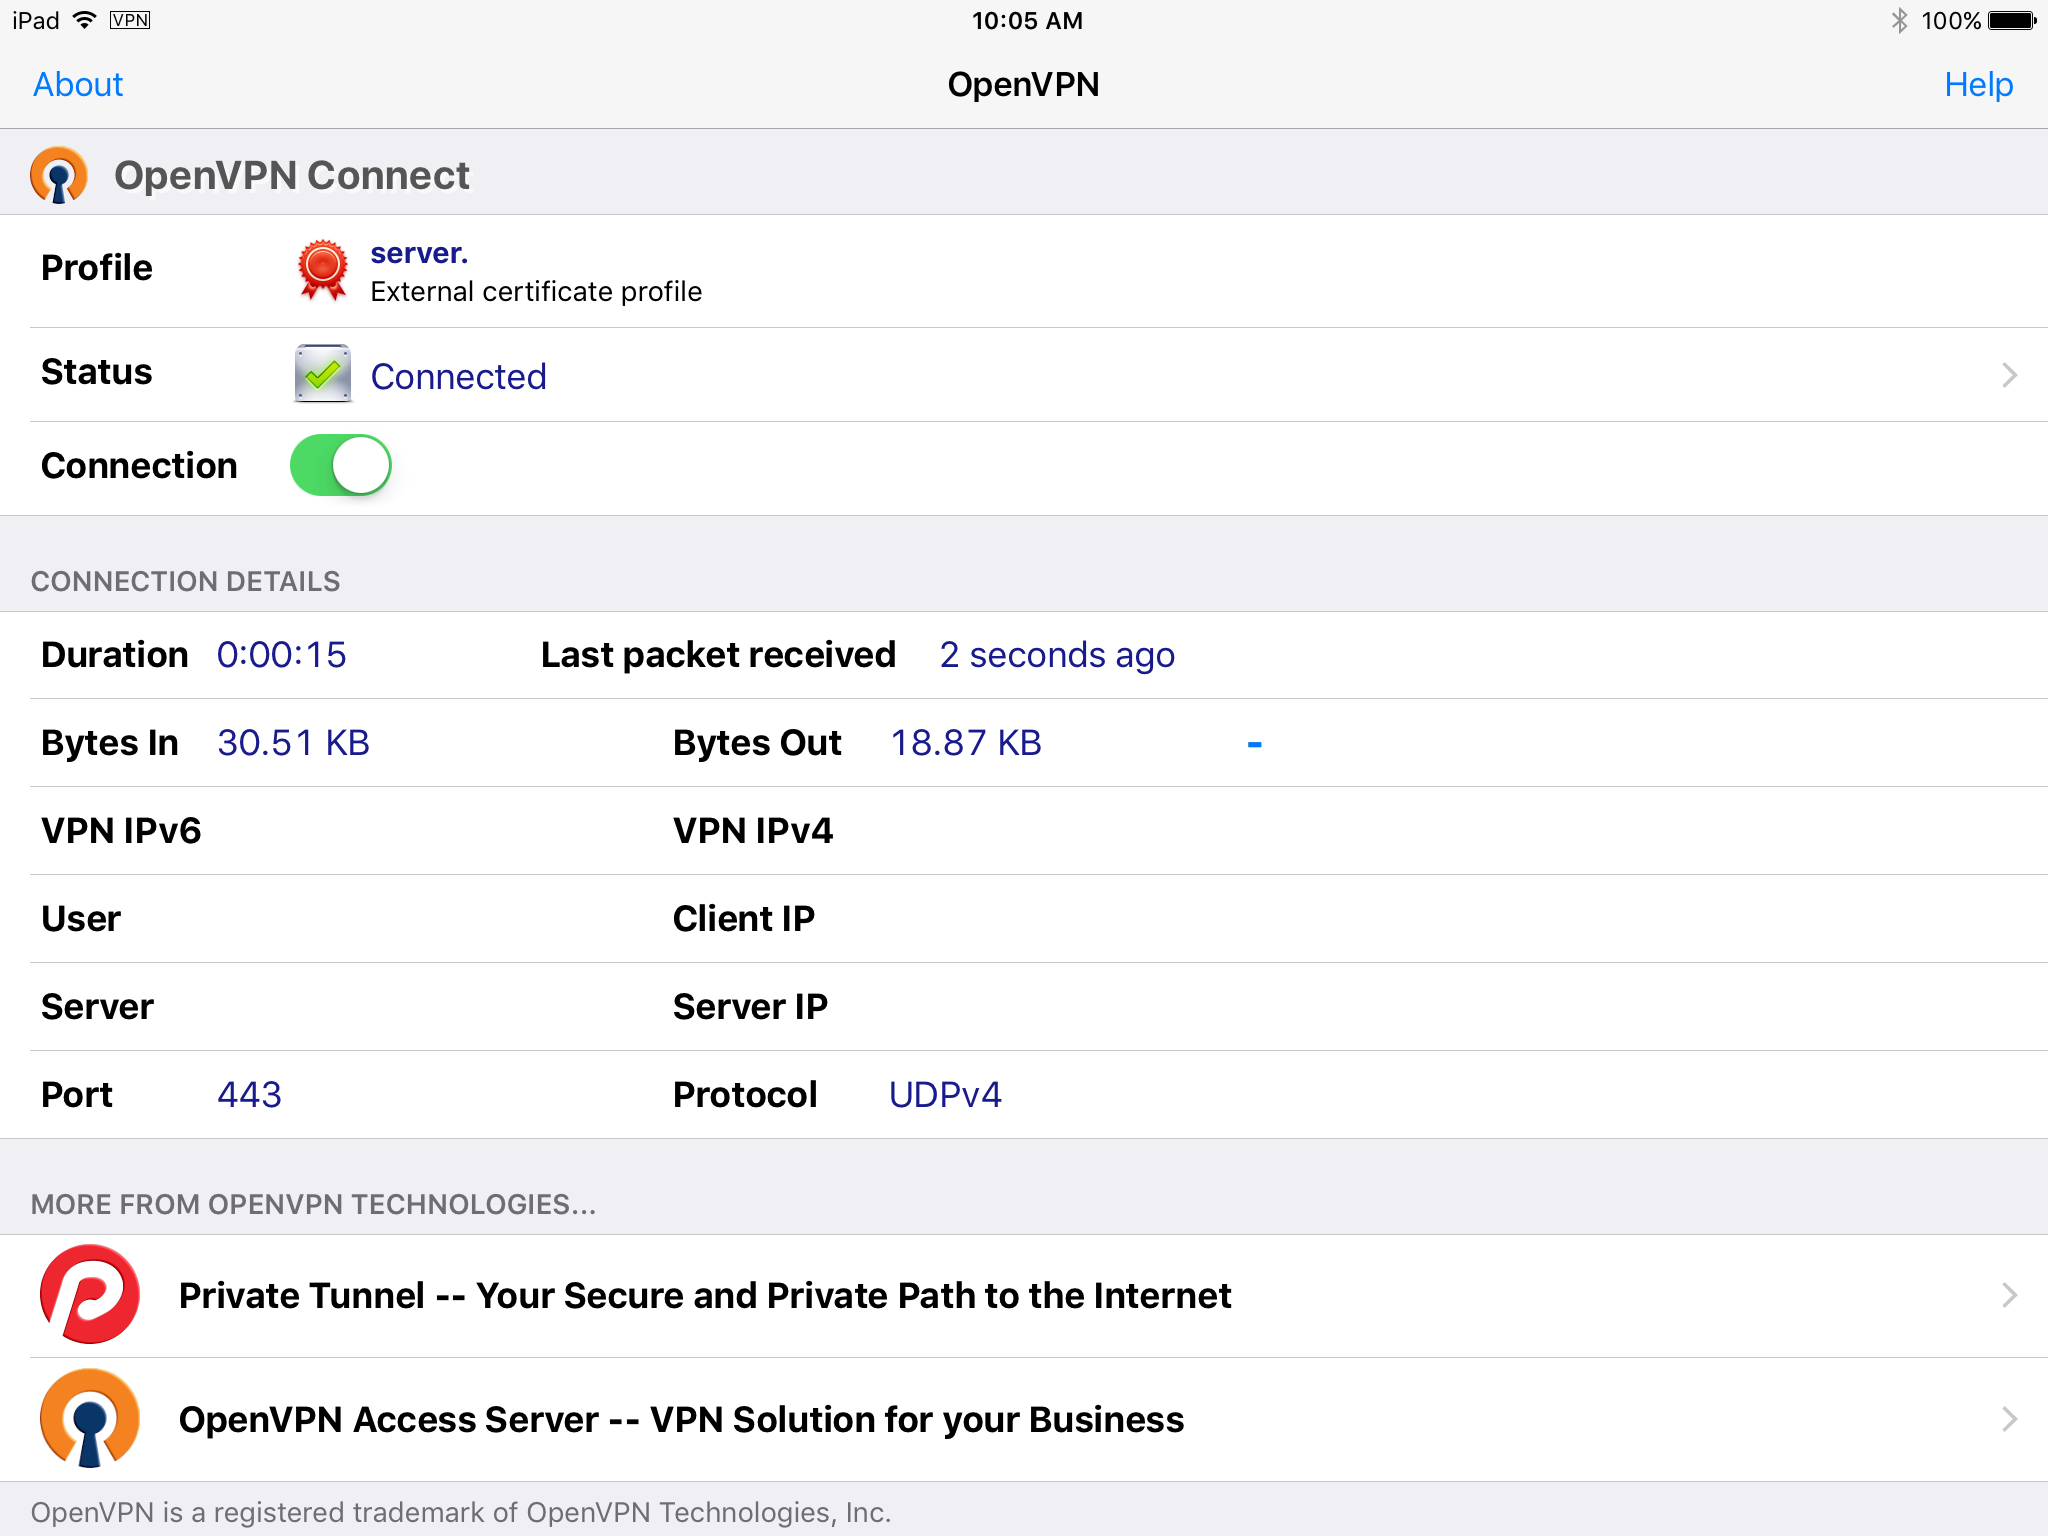 iPad VPN 10:05 AM 100%
About OpenVPN Help
OpenVPN Connect
Profile server.
External certificate profile
Status Connected
Connection
CONNECTION DETAILS
Duration 0:00:15 Last packet received 2 seconds ago
Bytes In 30.51 KB Bytes Out 18.87 KB -
VPN IPv6 VPN IPv4
User Client IP
Server Server IP
Port 443 Protocol UDPv4
MORE FROM OPENVPN TECHNOLOGIES...
Private Tunnel -- Your Secure and Private Path to the Internet
OpenVPN Access Server -- VPN Solution for your Business
OpenVPN is a registered trademark of OpenVPN Technologies, Inc.